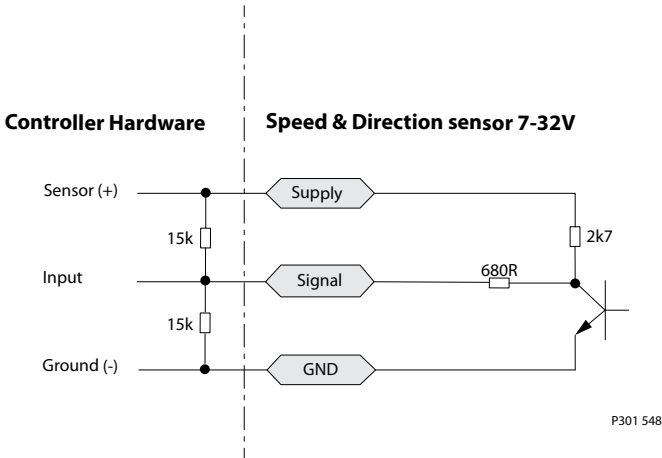 Controller Hardware
Speed & Direction sensor 7-32V
Sensor (+)
Supply
15k
2k7
Input
Signal
680R
15k
Ground (-)
GND
P301 548